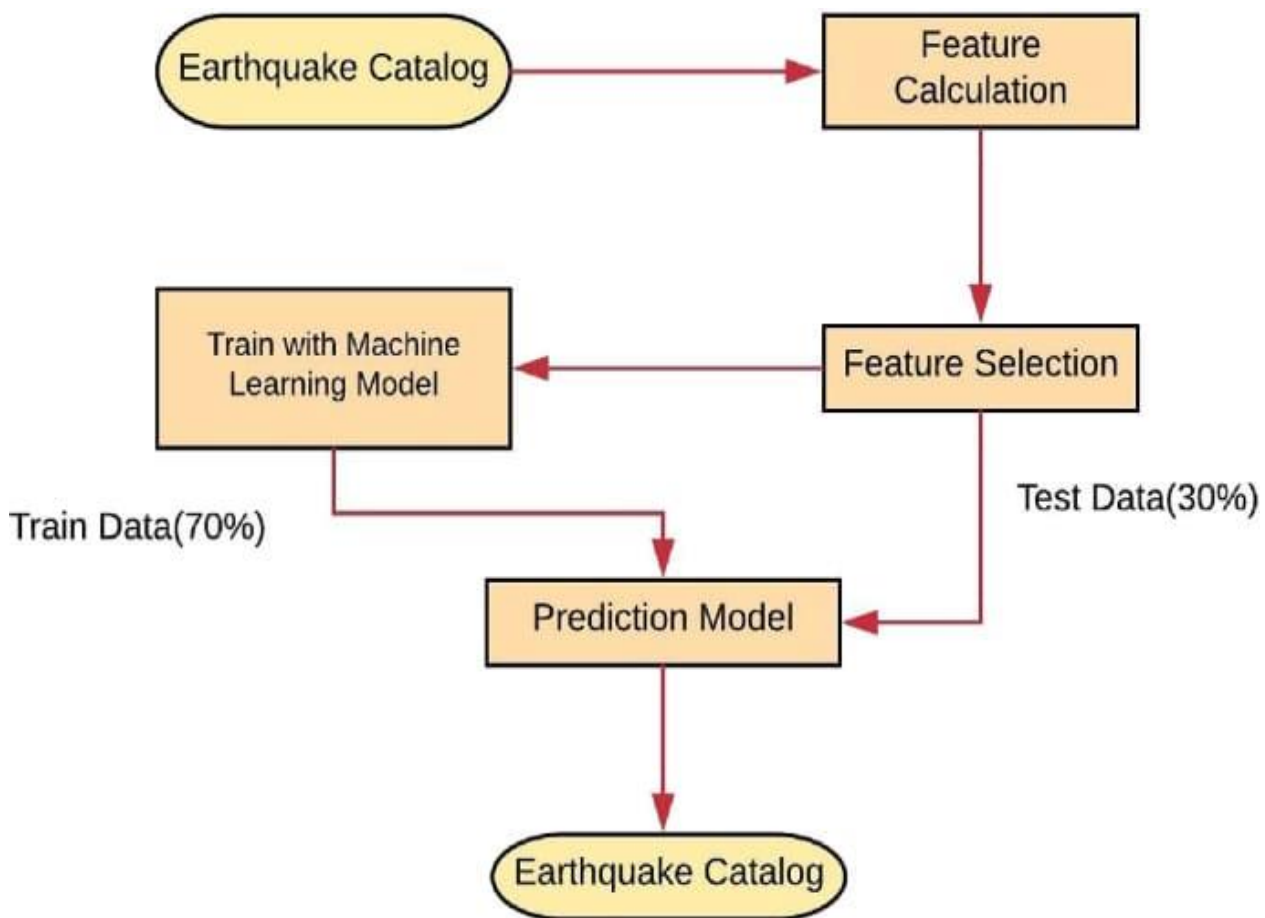 Earthquake Catalog
Feature
Calculation
Train with Machine
Learning Model
Feature Selection
Train Data(70%)
Test Data(30%)
Prediction Model
Earthquake Catalog